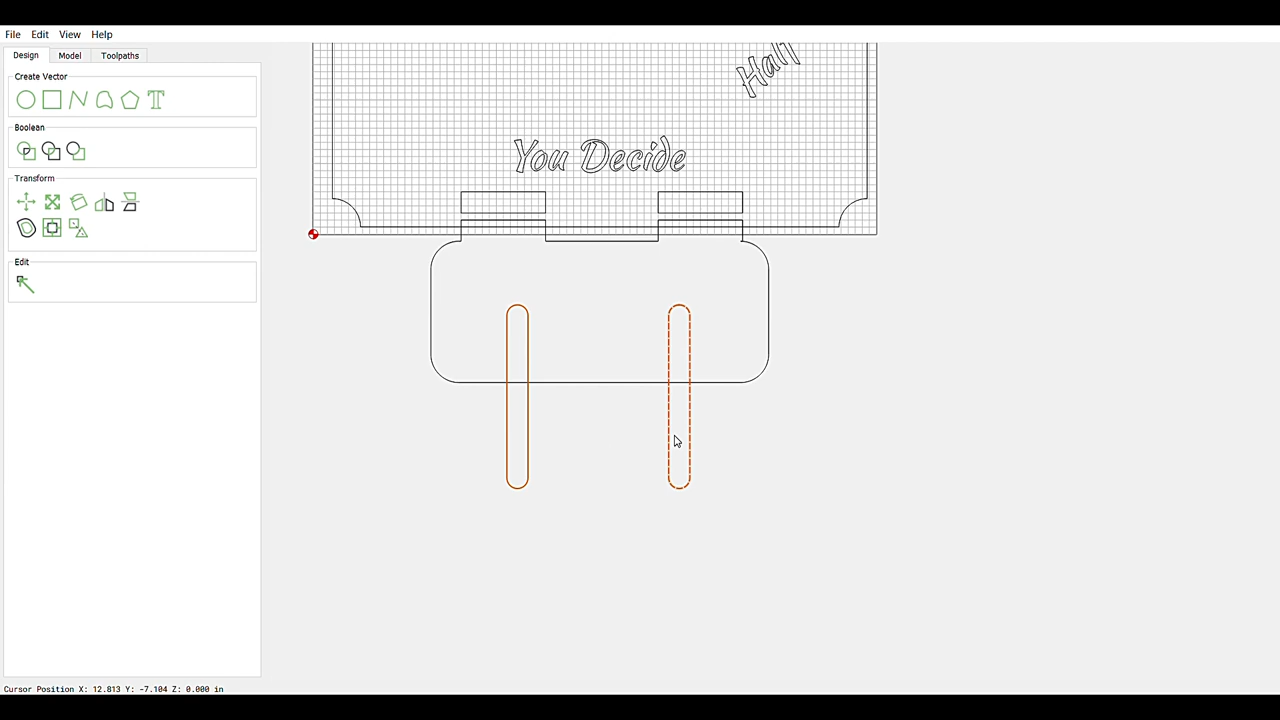 File Edit View Help
Design Model Toolpaths
Create Vector
Boolean
Transform
Edit
Half
You Decide
Cursor Position X: 12.813 Y: -7.104 Z: 0.000 in